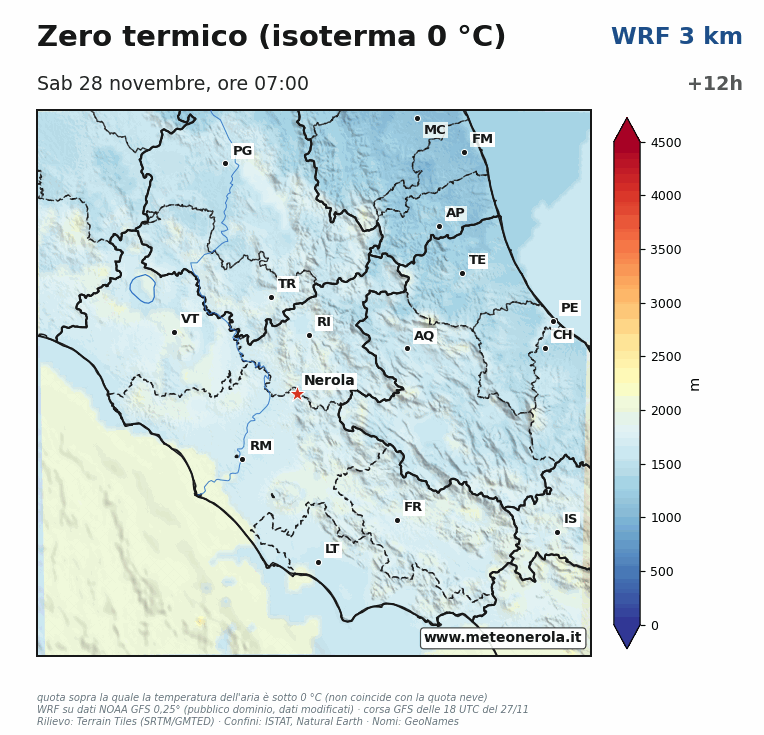 Zero termico (isoterma 0 °C)
WRF 3 km
Sab 28 novembre, ore 07:00
+12h
MC
FM
PG
AP
TE
TR
PE
VT
RI
CH
AQ
Nerola
RM
FR
IS
LT
www.meteonerola.it
4500
4000
3500
3000
2500
2000
1500
1000
500
0
m
quota sopra la quale la temperatura dell'aria è sotto 0 °C (non coincide con la quota neve)
WRF su dati NOAA GFS 0,25° (pubblico dominio, dati modificati) · corsa GFS delle 18 UTC del 27/11
Rilievo: Terrain Tiles (SRTM/GMTED) · Confini: ISTAT, Natural Earth · Nomi: GeoNames